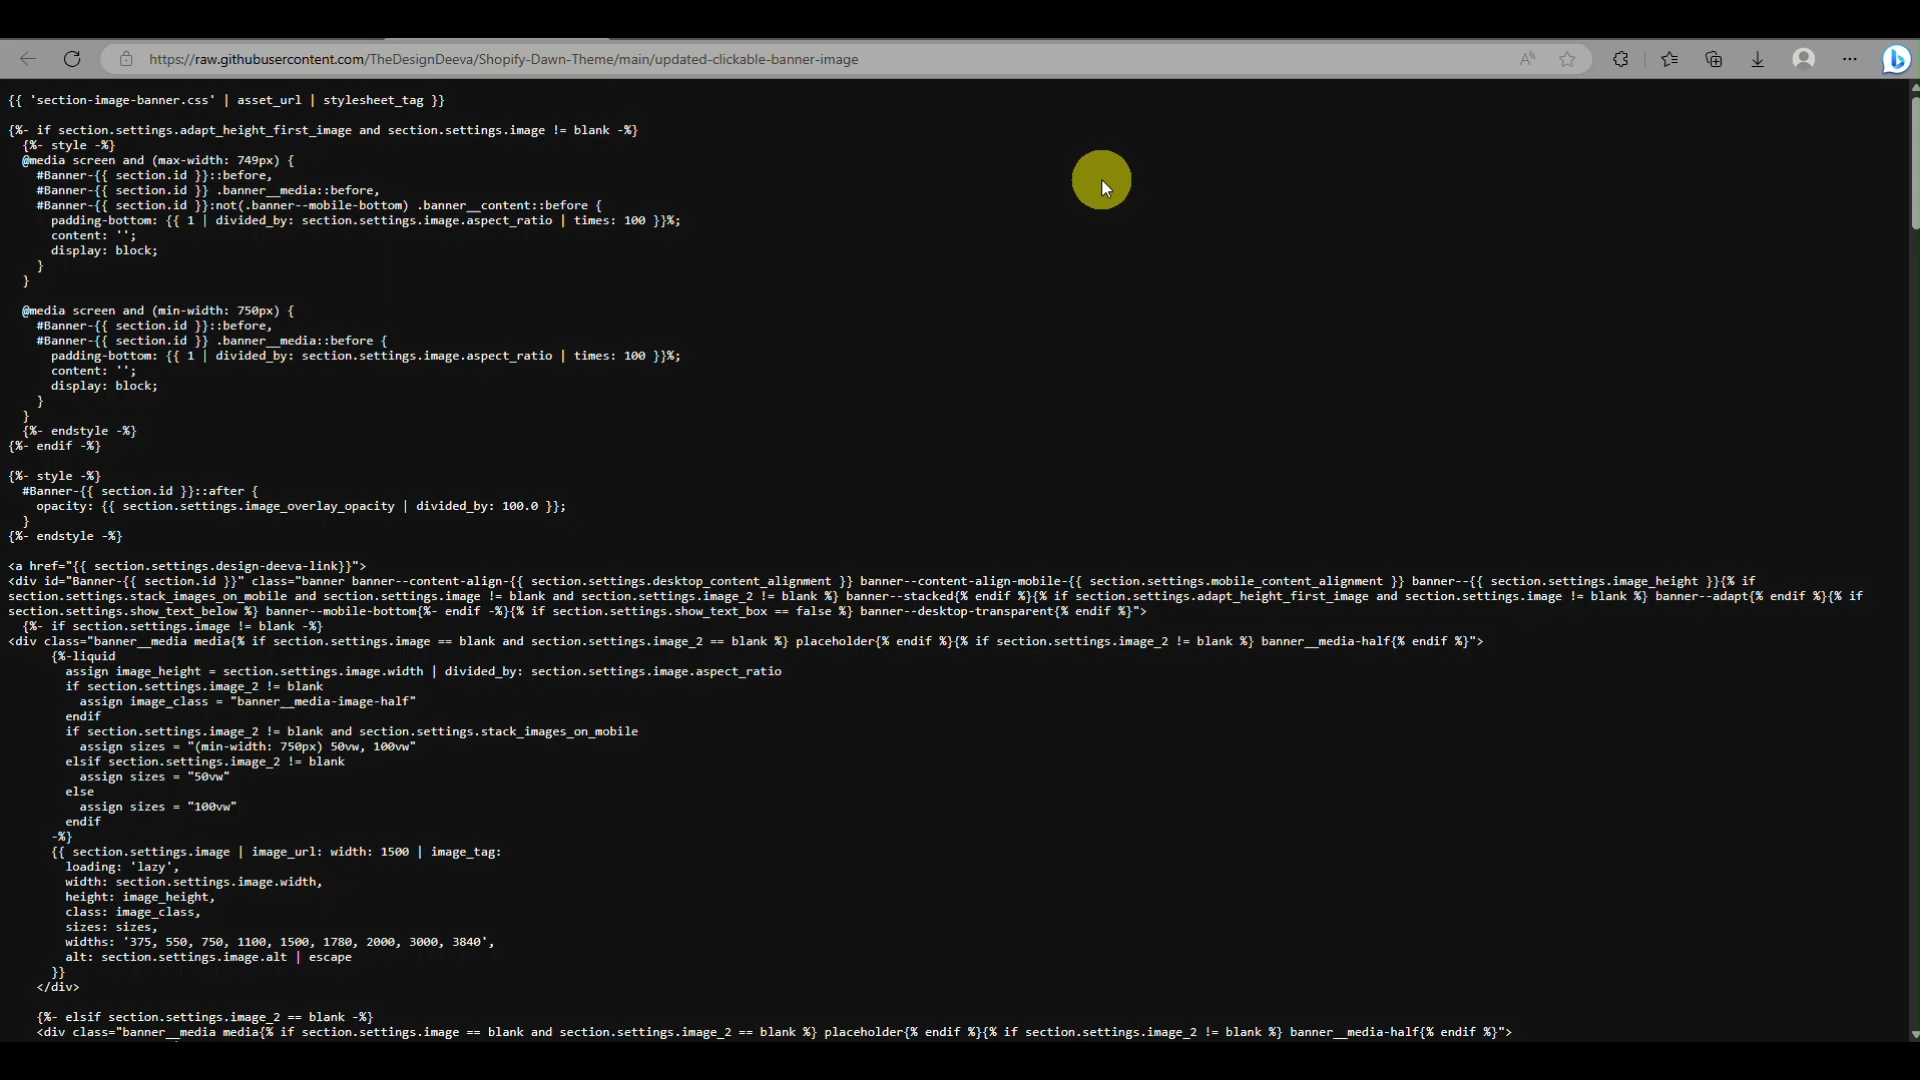 https://raw.githubusercontent.com/TheDesignDeeva/Shopify-Dawn-Theme/main/updated-clickable-banner-image
{{ 'section-image-banner.css' | asset_url | stylesheet_tag }}
{%- if section.settings.adapt_height_first_image and section.settings.image != blank -%}
{%- style -%}
@media screen and (max-width: 749px) {
#Banner-{{ section.id }}::before,
#Banner-{{ section.id }} .banner__media::before,
#Banner-{{ section.id }}:not(.banner--mobile-bottom) .banner__content::before {
padding-bottom: {{ 1 | divided_by: section.settings.image.aspect_ratio | times: 100 }}%;
content: '';
display: block;
}
}
@media screen and (min-width: 750px) {
#Banner-{{ section.id }}::before,
#Banner-{{ section.id }} .banner__media::before {
padding-bottom: {{ 1 | divided_by: section.settings.image.aspect_ratio | times: 100 }}%;
content: '';
display: block;
}
}
{%- endstyle -%}
{%- endif -%}
{%- style -%}
#Banner-{{ section.id }}::after {
opacity: {{ section.settings.image_overlay_opacity | divided_by: 100.0 }};
}
{%- endstyle -%}
<a href="{{ section.settings.design-deeva-link}}">
<div id="Banner-{{ section.id }}" class="banner banner--content-align-{{ section.settings.desktop_content_alignment }} banner--content-align-mobile-{{ section.settings.mobile_content_alignment }} banner--{{ section.settings.image_height }}{% if
section.settings.stack_images_on_mobile and section.settings.image != blank and section.settings.image_2 != blank %} banner--stacked{% endif %}{% if section.settings.adapt_height_first_image and section.settings.image != blank %} banner--adapt{% endif %}{% if
section.settings.show_text_below %} banner--mobile-bottom{%- endif -%}{% if section.settings.show_text_box == false %} banner--desktop-transparent{% endif %}">
{%- if section.settings.image != blank -%}
<div class="banner__media media{% if section.settings.image == blank and section.settings.image_2 == blank %} placeholder{% endif %}{% if section.settings.image_2 != blank %} banner__media-half{% endif %}">
{%-liquid
assign image_height = section.settings.image.width | divided_by: section.settings.image.aspect_ratio
if section.settings.image_2 != blank
assign image_class = "banner__media-image-half"
endif
if section.settings.image_2 != blank and section.settings.stack_images_on_mobile
assign sizes = "(min-width: 750px) 50vw, 100vw"
elsif section.settings.image_2 != blank
assign sizes = "50vw"
else
assign sizes = "100vw"
endif
-%}
{{ section.settings.image | image_url: width: 1500 | image_tag:
loading: 'lazy',
width: section.settings.image.width,
height: image_height,
class: image_class,
sizes: sizes,
widths: '375, 550, 750, 1100, 1500, 1780, 2000, 3000, 3840',
alt: section.settings.image.alt | escape
}}
</div>
{%- elsif section.settings.image_2 == blank -%}
<div class="banner__media media{% if section.settings.image == blank and section.settings.image_2 == blank %} placeholder{% endif %}{% if section.settings.image_2 != blank %} banner__media-half{% endif %}">